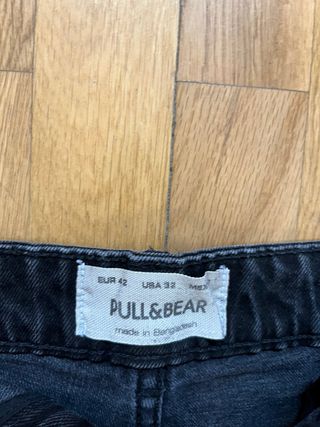 EUR 42 USA 32 MEX
PULL&BEAR
made in Bangladesh